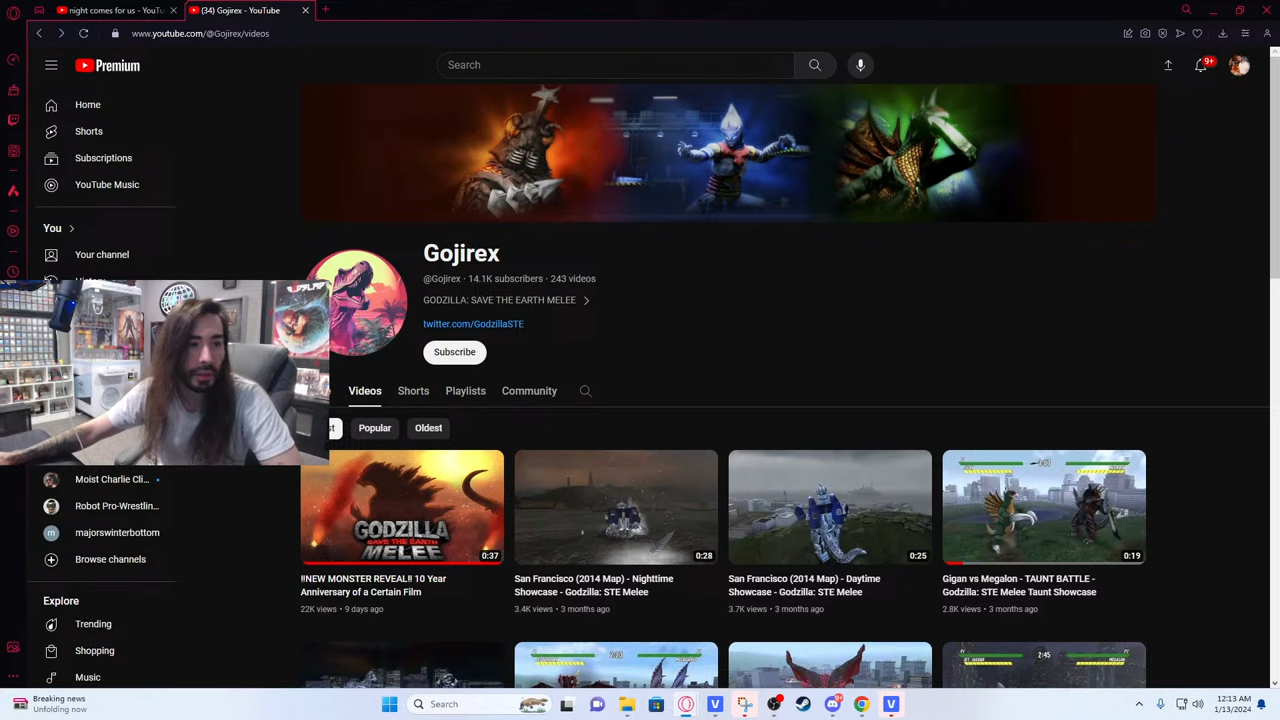 night comes for us - YouTu
(34) Gojirex - YouTube
www.youtube.com/@Gojirex/videos
Premium
Search
9+
Home
Shorts
Subscriptions
YouTube Music
You
Your channel
Gojirex
@Gojirex · 14.1K subscribers · 243 videos
GODZILLA: SAVE THE EARTH MELEE
twitter.com/GodzillaSTE
Subscribe
Videos
Shorts
Playlists
Community
Popular
Oldest
Moist Charlie Cli...
Robot Pro-Wrestlin...
majorswinterbottom
Browse channels
Explore
Trending
Shopping
Music
GODZILLA
SAVE THE EARTH
MELEE
0:37
0:28
0:25
0:19
!!NEW MONSTER REVEAL!! 10 Year
Anniversary of a Certain Film
22K views · 9 days ago
San Francisco (2014 Map) - Nighttime
Showcase - Godzilla: STE Melee
3.4K views · 3 months ago
San Francisco (2014 Map) - Daytime
Showcase - Godzilla: STE Melee
3.7K views · 3 months ago
Gigan vs Megalon - TAUNT BATTLE -
Godzilla: STE Melee Taunt Showcase
2.8K views · 3 months ago
2:45
Breaking news
Unfolding now
Search
12:13 AM
1/13/2024